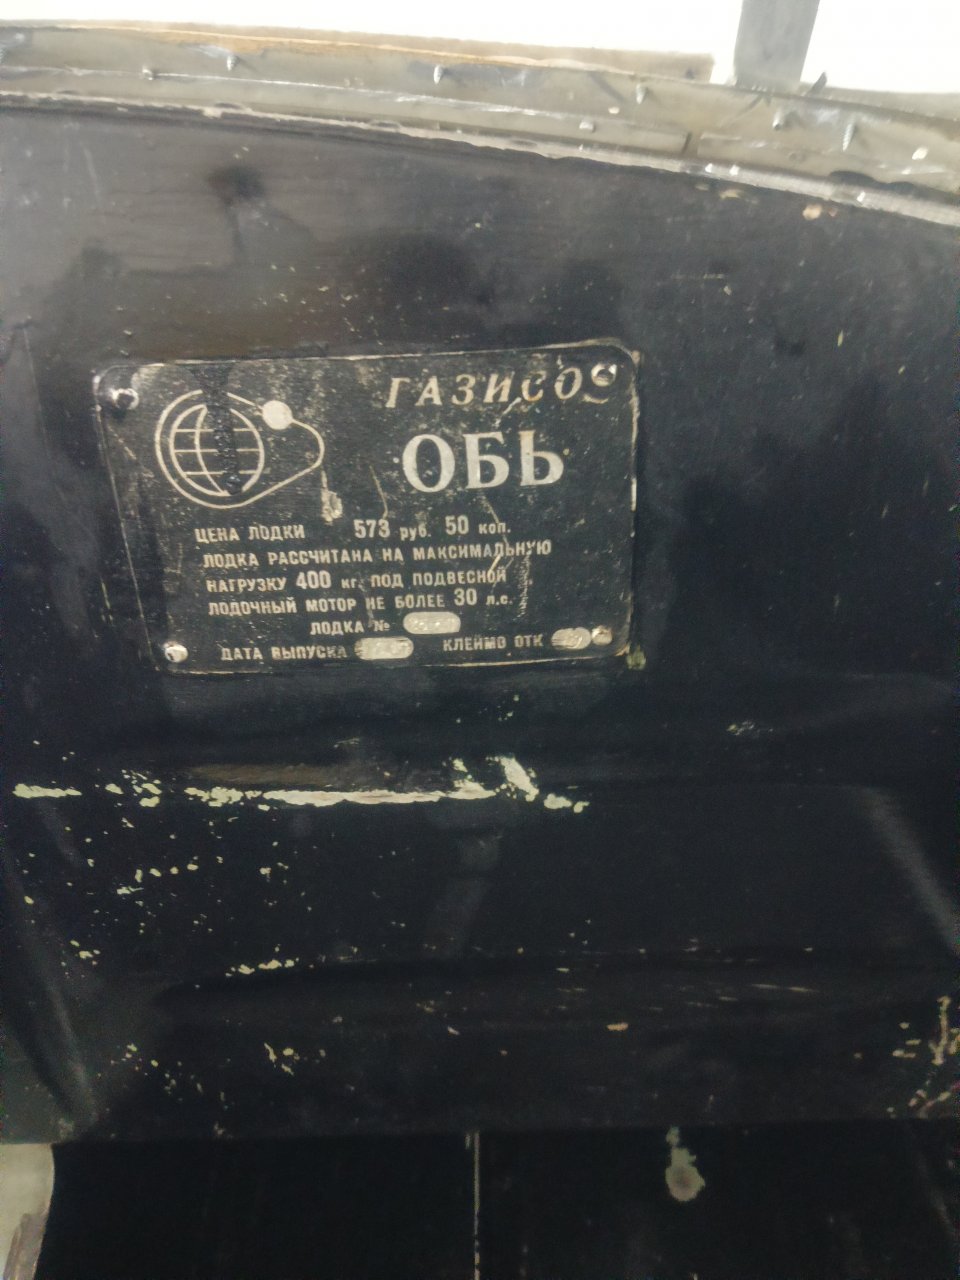 ГАЗИСО
ОБЬ
ЦЕНА ЛОДКИ 573 руб. 50 коп.
ЛОДКА РАССЧИТАНА НА МАКСИМАЛЬНУЮ
НАГРУЗКУ 400 кг. ПОД ПОДВЕСНОЙ
ЛОДОЧНЫЙ МОТОР НЕ БОЛЕЕ 30 л.с.
ЛОДКА №
ДАТА ВЫПУСКА КЛЕЙМО ОТК